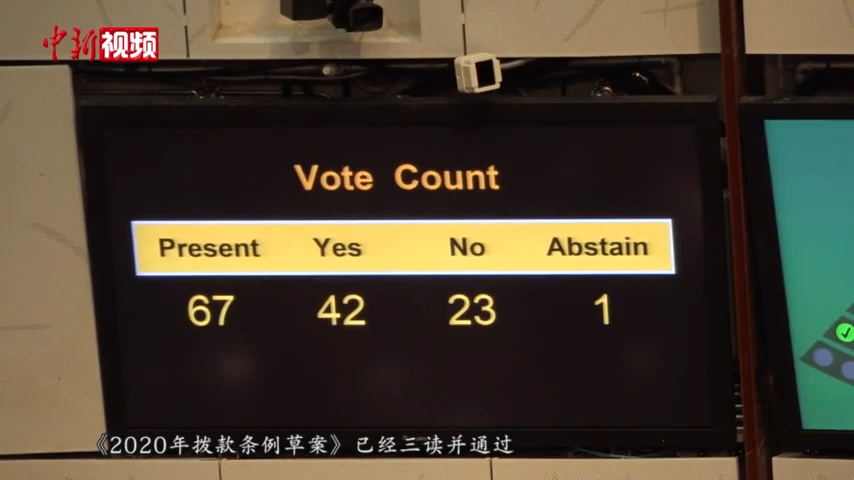 中新视频
Vote Count
Present Yes No Abstain
67 42 23 1
《2020年拨款条例草案》已经三读并通过